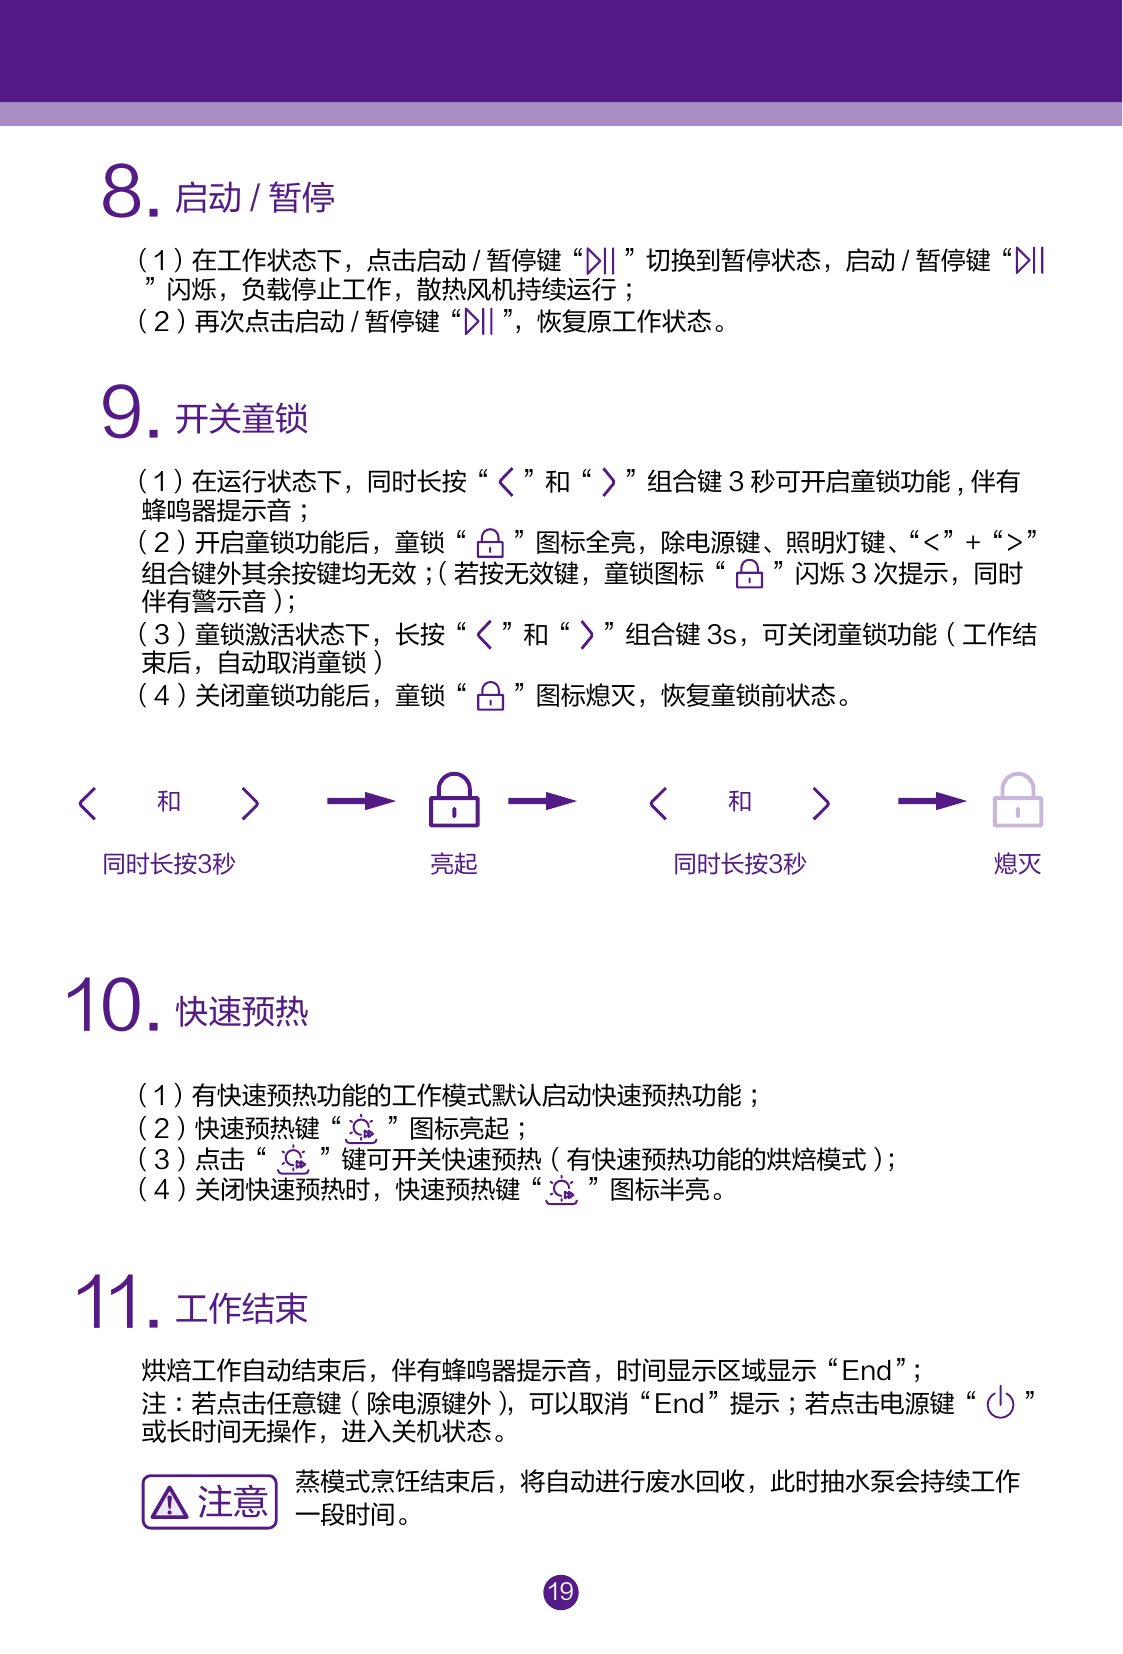 8. 启动 / 暂停
（1）在工作状态下，点击启动 / 暂停键“ ”切换到暂停状态，启动 / 暂停键“
”闪烁，负载停止工作，散热风机持续运行；
（2）再次点击启动 / 暂停键“ ”，恢复原工作状态。
9. 开关童锁
（1）在运行状态下，同时长按“〈”和“〉”组合键 3 秒可开启童锁功能 , 伴有
蜂鸣器提示音；
（2）开启童锁功能后，童锁“ ”图标全亮，除电源键、照明灯键、“<” + “>”
组合键外其余按键均无效；（若按无效键，童锁图标“ ”闪烁 3 次提示，同时
伴有警示音）；
（3）童锁激活状态下，长按“〈”和“〉”组合键 3s，可关闭童锁功能（工作结
束后，自动取消童锁）
（4）关闭童锁功能后，童锁“ ”图标熄灭，恢复童锁前状态。
〈 和 〉 〈 和 〉
同时长按3秒 亮起 同时长按3秒 熄灭
10. 快速预热
（1）有快速预热功能的工作模式默认启动快速预热功能；
（2）快速预热键“ ”图标亮起；
（3）点击“ ”键可开关快速预热（有快速预热功能的烘焙模式）；
（4）关闭快速预热时，快速预热键“ ”图标半亮。
11. 工作结束
烘焙工作自动结束后，伴有蜂鸣器提示音，时间显示区域显示“End”；
注：若点击任意键（除电源键外），可以取消“End”提示；若点击电源键“ ”
或长时间无操作，进入关机状态。
注意
蒸模式烹饪结束后，将自动进行废水回收，此时抽水泵会持续工作
一段时间。
19